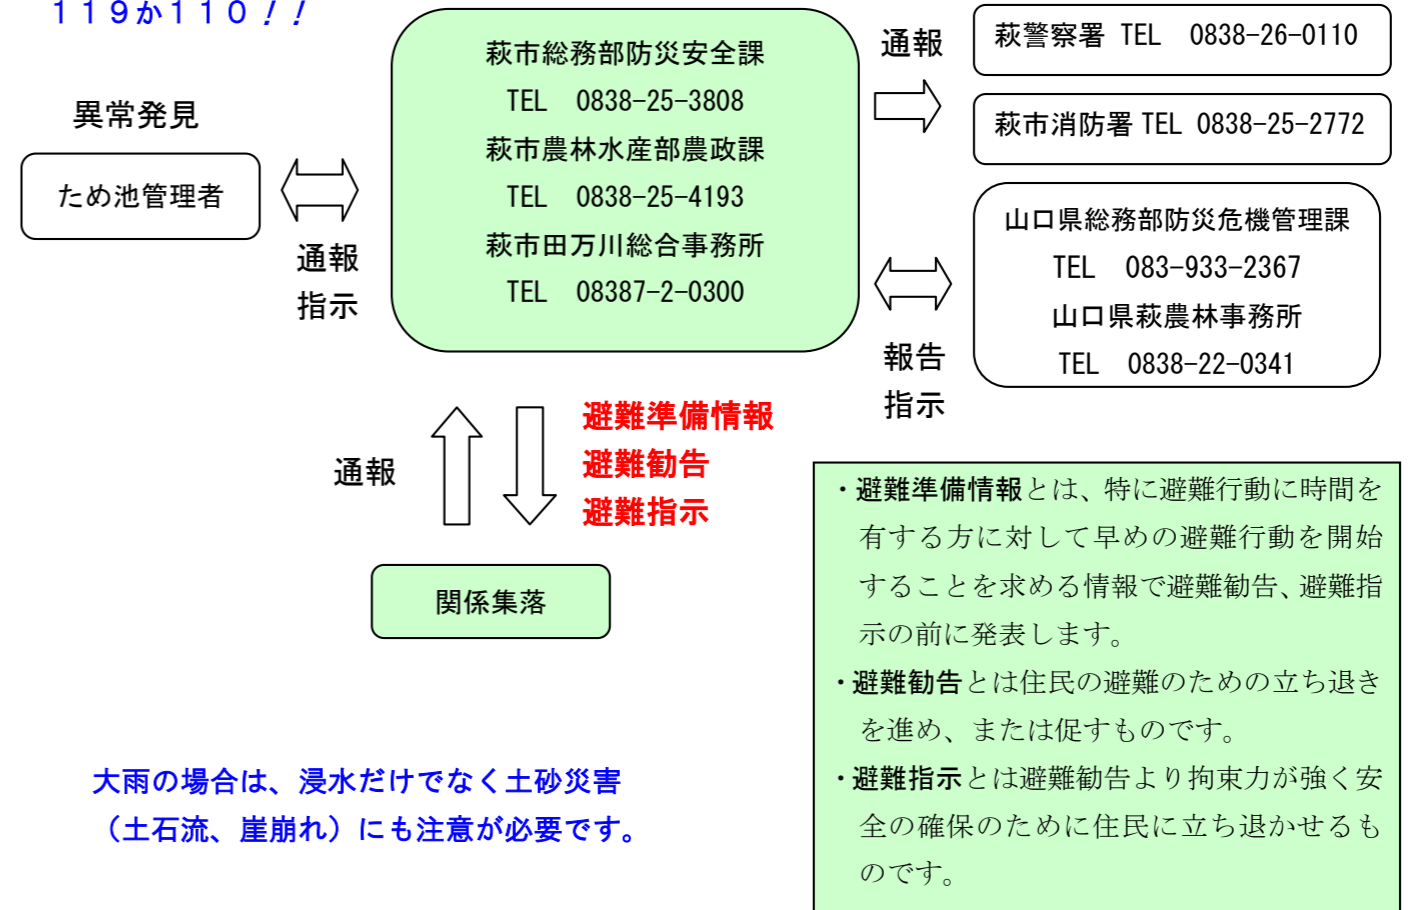 119か110！！
異常発見
ため池管理者
通報
指示
萩市総務部防災安全課
TEL 0838-25-3808
萩市農林水産部農政課
TEL 0838-25-4193
萩市田万川総合事務所
TEL 08387-2-0300
通報
萩警察署 TEL 0838-26-0110
萩市消防署 TEL 0838-25-2772
山口県総務部防災危機管理課
TEL 083-933-2367
山口県萩農林事務所
TEL 0838-22-0341
報告
指示
通報
避難準備情報
避難勧告
避難指示
関係集落
・避難準備情報とは、特に避難行動に時間を
有する方に対して早めの避難行動を開始
することを求める情報で避難勧告、避難指
示の前に発表します。
・避難勧告とは住民の避難のための立ち退き
を進め、または促すものです。
・避難指示とは避難勧告より拘束力が強く安
全の確保のために住民に立ち退かせるも
のです。
大雨の場合は、浸水だけでなく土砂災害
（土石流、崖崩れ）にも注意が必要です。